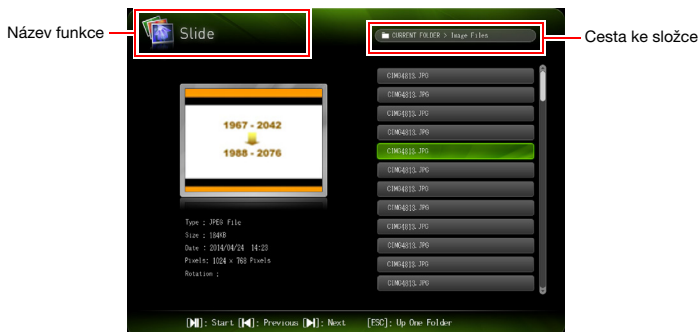 Název funkce
Slide
CURRENT FOLDER > Image Files
Cesta ke složce
1967 - 2042
1988 - 2076
Type : JPEG File
Size : 184KB
Date : 2014/04/24 14:23
Pixels: 1024 × 768 Pixels
Rotation :
CIMG4813.JPG
CIMG4813.JPG
CIMG4813.JPG
CIMG4813.JPG
CIMG4813.JPG
CIMG4813.JPG
CIMG4813.JPG
CIMG4813.JPG
CIMG4813.JPG
CIMG4813.JPG
CIMG4813.JPG
CIMG4813.JPG
[▶II]: Start [I◀]: Previous [▶I]: Next [ESC]: Up One Folder